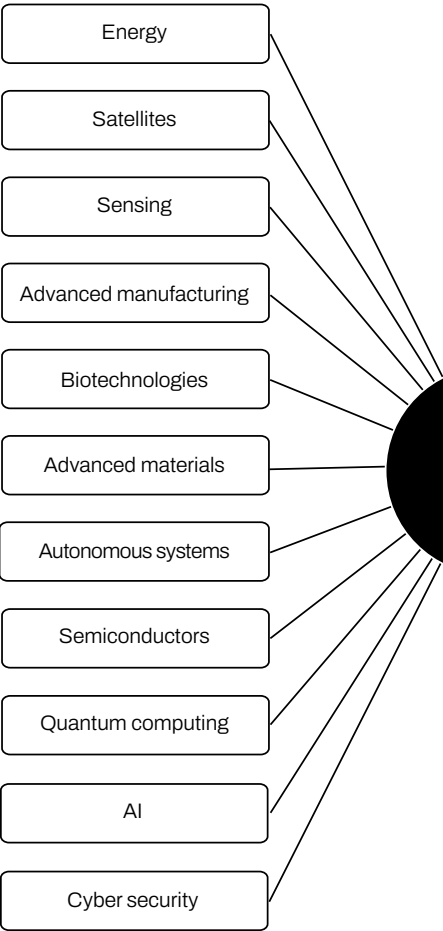 Energy
Satellites
Sensing
Advanced manufacturing
Biotechnologies
Advanced materials
Autonomous systems
Semiconductors
Quantum computing
AI
Cyber security